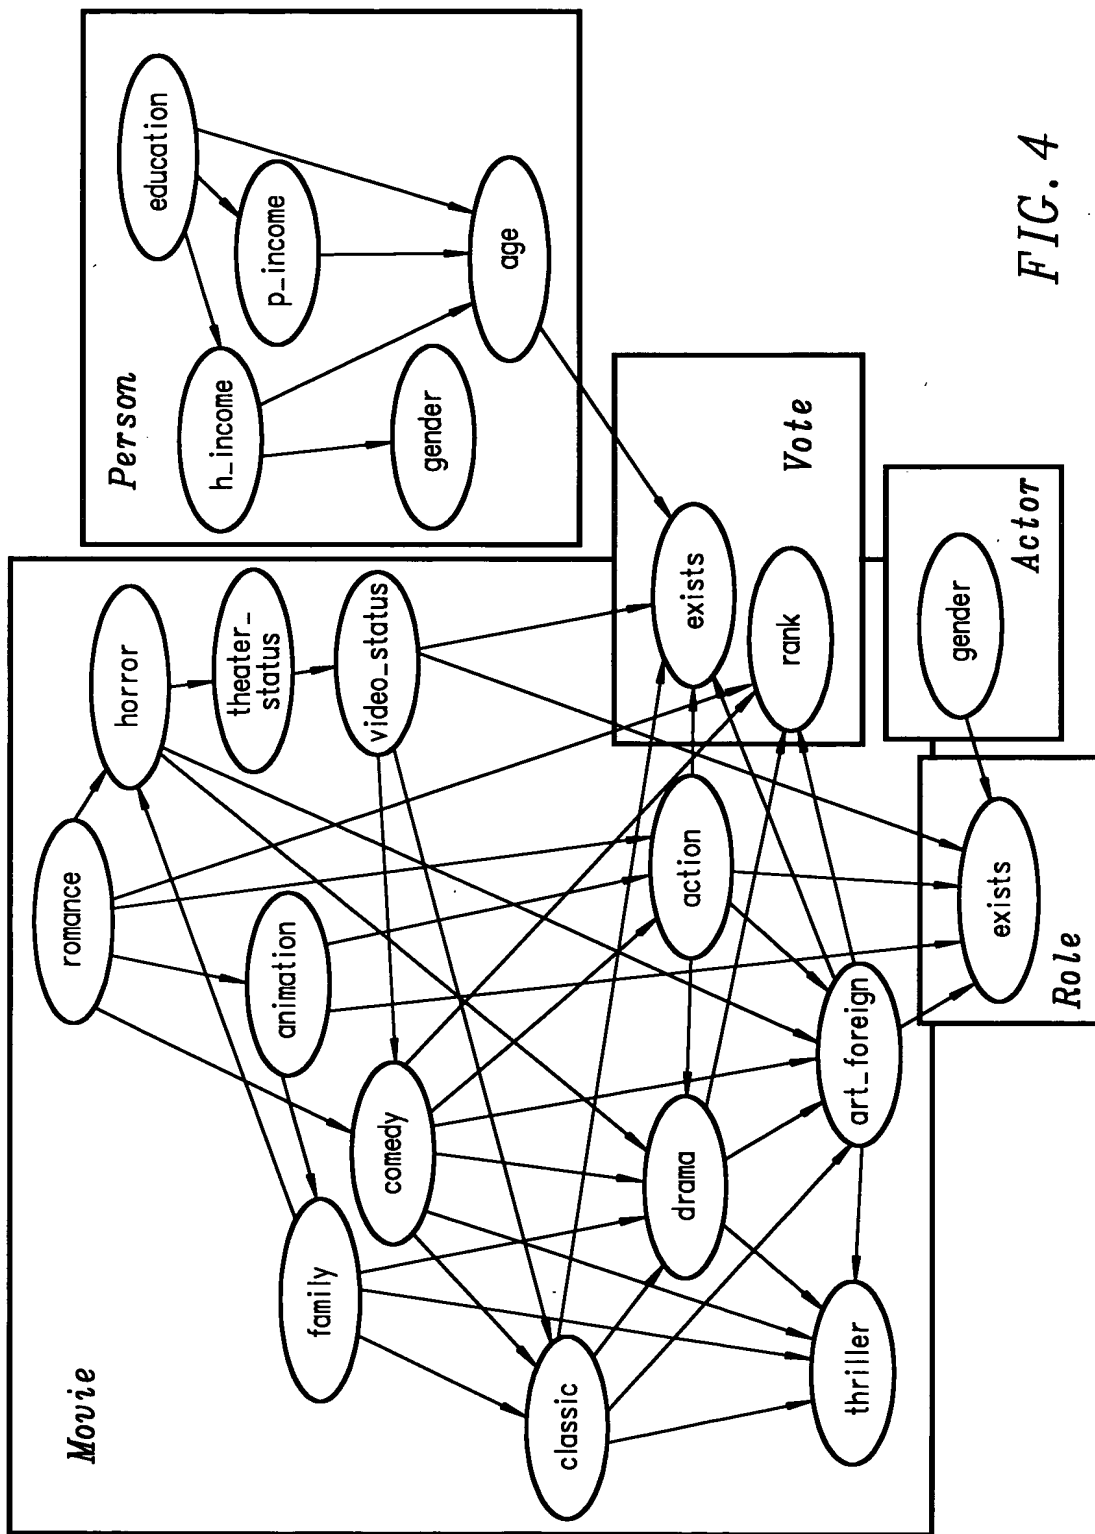 Movie
romance
horror
theater_
status
video_status
animation
family
comedy
classic
action
drama
art_foreign
thriller
Person
education
p_income
h_income
gender
age
Vote
exists
rank
Actor
gender
Role
exists
FIG. 4